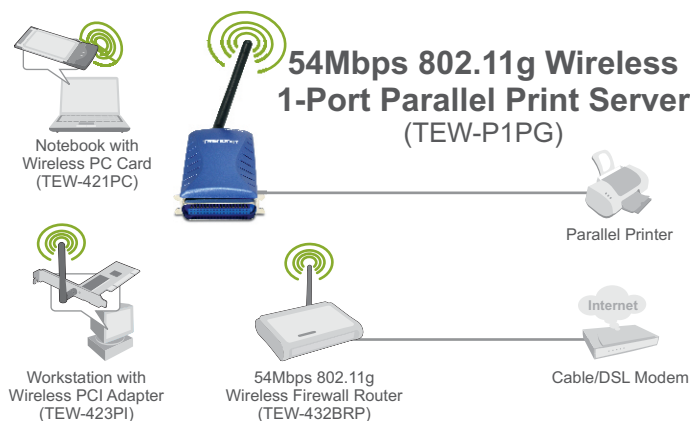 54Mbps 802.11g Wireless
1-Port Parallel Print Server
(TEW-P1PG)
Notebook with
Wireless PC Card
(TEW-421PC)
TRENDnet
Parallel Printer
Workstation with
Wireless PCI Adapter
(TEW-423PI)
54Mbps 802.11g
Wireless Firewall Router
(TEW-432BRP)
Internet
Cable/DSL Modem